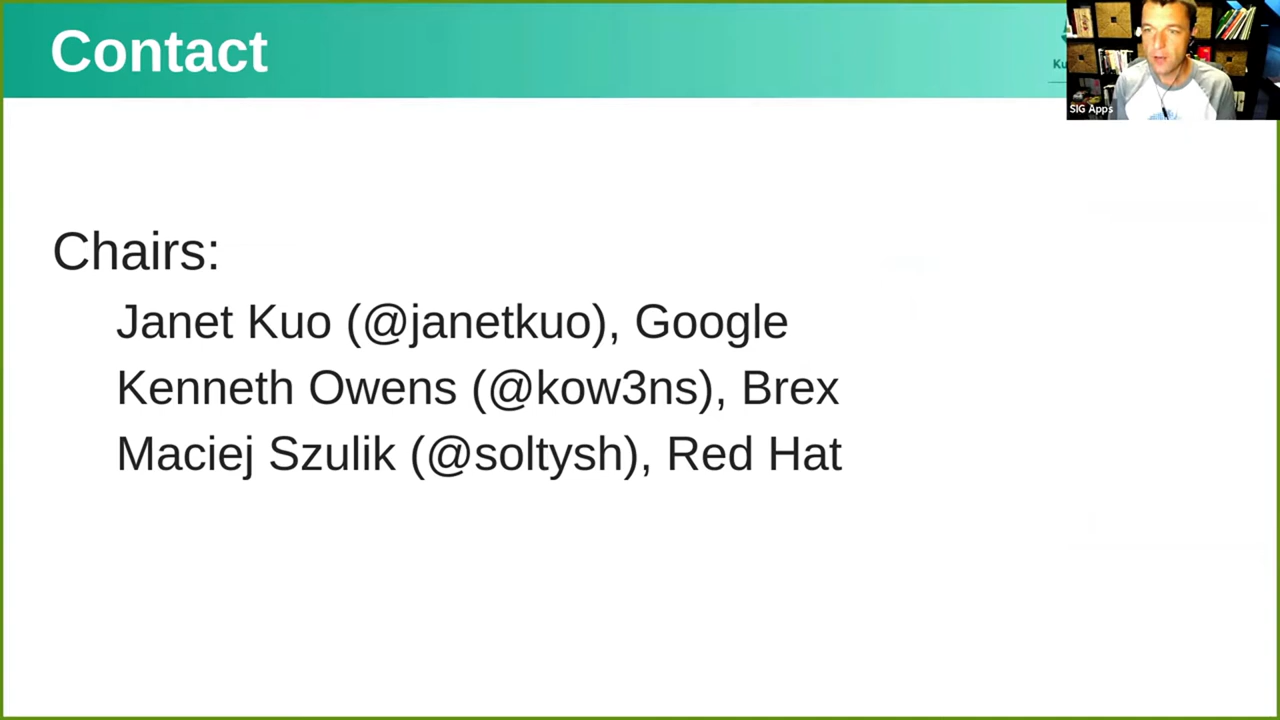 Contact
SIG Apps
Chairs:
Janet Kuo (@janetkuo), Google
Kenneth Owens (@kow3ns), Brex
Maciej Szulik (@soltysh), Red Hat